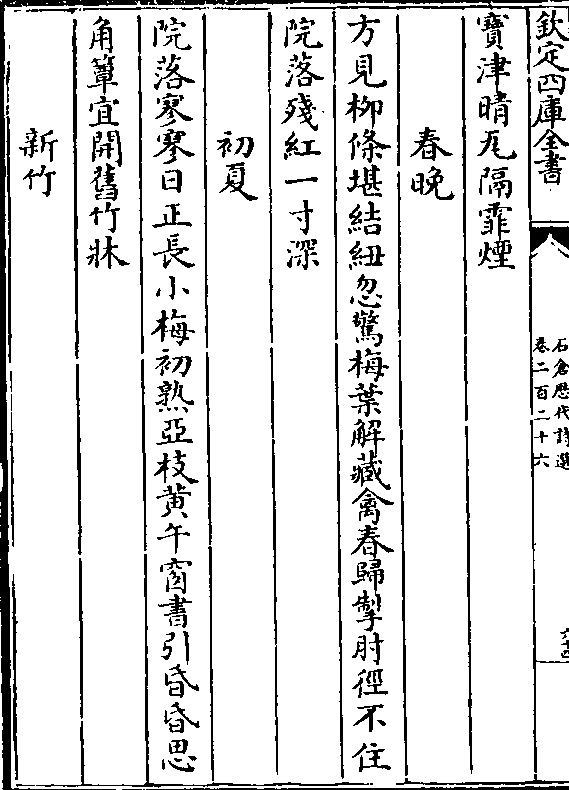 欽定四庫全書
石倉歷代詩選
卷二百二十六
寶津晴瓦隔霏煙
春晚
方見柳條堪結紐忽驚梅葉解藏禽春歸掣肘徑不住
院落殘紅一寸深
初夏
院落寒寒日正長小梅初熟亞枝黄午窗書引昏昏思
角簟宜開舊竹牀
新竹